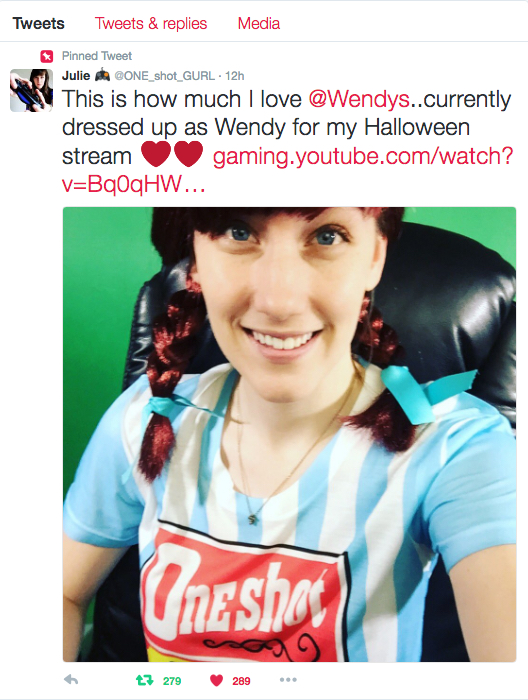 Tweets Tweets & replies Media
Pinned Tweet
Julie @ONE_shot_GURL · 12h
This is how much I love @Wendys..currently
dressed up as Wendy for my Halloween
stream ❤❤ gaming.youtube.com/watch?
v=Bq0qHW...
Oneshot
279 289